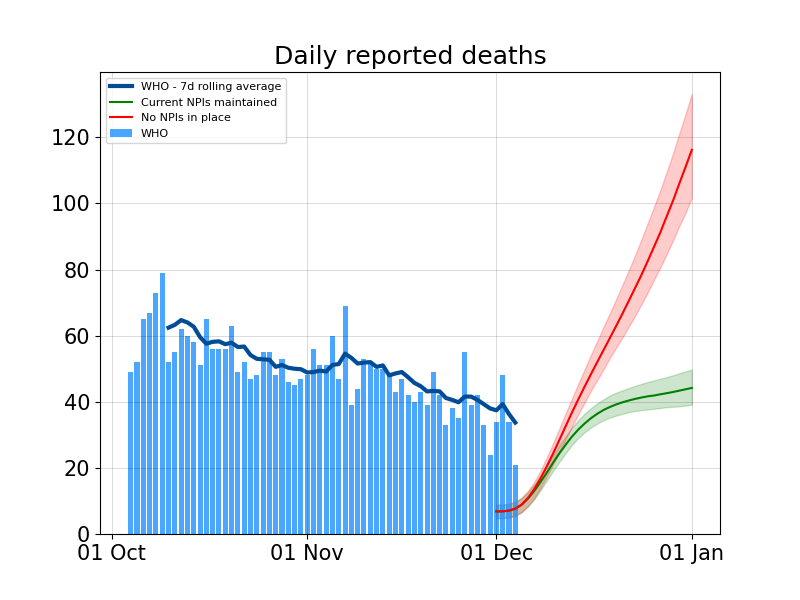 Daily reported deaths
WHO - 7d rolling average
Current NPIs maintained
No NPIs in place
WHO
120
100
80
60
40
20
0
01 Oct
01 Nov
01 Dec
01 Jan